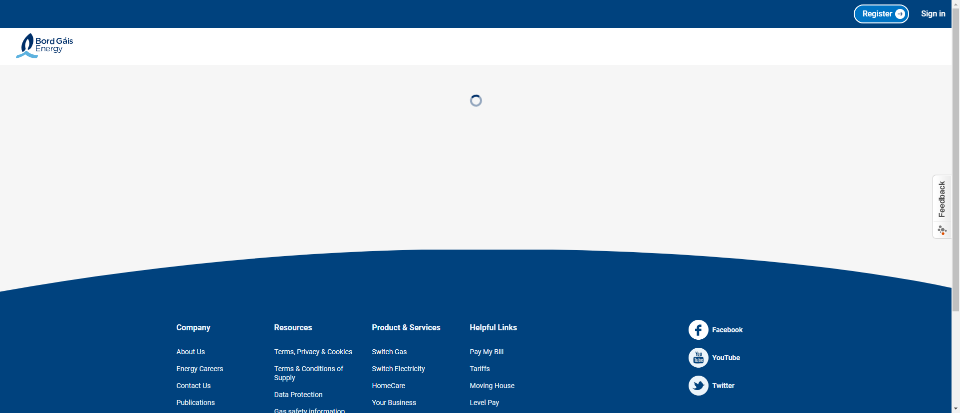 Register
Sign in
Bord Gáis
Energy
Feedback
Company
Resources
Product & Services
Helpful Links
Facebook
About Us
Terms, Privacy & Cookies
Switch Gas
Pay My Bill
YouTube
Energy Careers
Terms & Conditions of
Supply
Switch Electricity
Tariffs
Contact Us
HomeCare
Moving House
Twitter
Data Protection
Publications
Your Business
Level Pay
Gas safety information